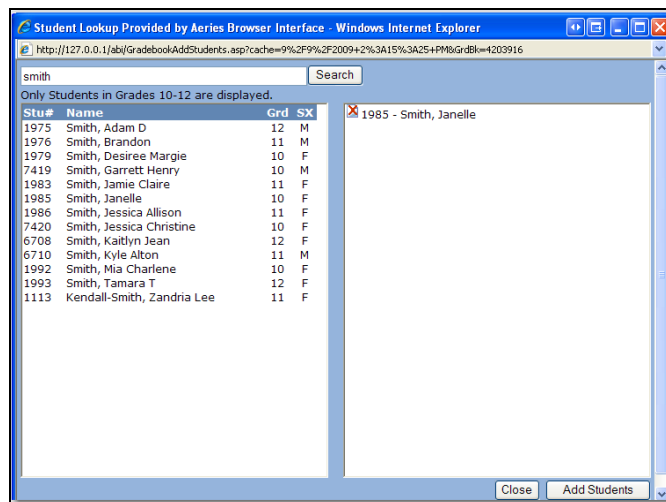 Student Lookup Provided by Aeries Browser Interface - Windows Internet Explorer
http://127.0.0.1/abi/GradebookAddStudents.asp?cache=9%2F9%2F2009+2%3A15%3A25+PM&GrdBk=4203916
smith
Search
Only Students in Grades 10-12 are displayed.
Stu# Name Grd SX
1975 Smith, Adam D 12 M
1976 Smith, Brandon 11 M
1979 Smith, Desiree Margie 10 F
7419 Smith, Garrett Henry 10 M
1983 Smith, Jamie Claire 11 F
1985 Smith, Janelle 10 F
1986 Smith, Jessica Allison 11 F
7420 Smith, Jessica Christine 10 F
6708 Smith, Kaitlyn Jean 12 F
6710 Smith, Kyle Alton 11 M
1992 Smith, Mia Charlene 10 F
1993 Smith, Tamara T 12 F
1113 Kendall-Smith, Zandria Lee 11 F
1985 - Smith, Janelle
Close
Add Students